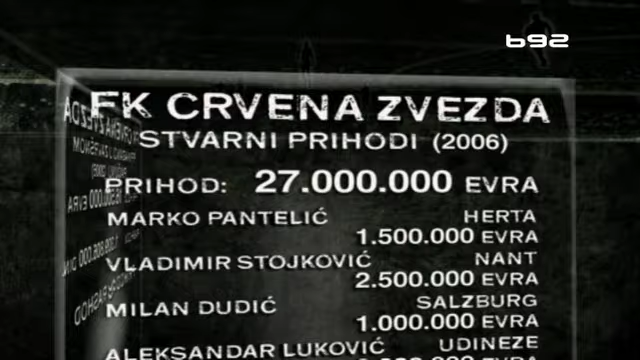 b92
FK CRVENA ZVEZDA
STVARNI PRIHODI (2006)
PRIHOD: 27.000.000 EVRA
MARKO PANTELIĆ HERTA
1.500.000 EVRA
VLADIMIR STOJKOVIĆ NANT
2.500.000 EVRA
MILAN DUDIĆ SALZBURG
1.000.000 EVRA
ALEKSANDAR LUKOVIĆ UDINEZE